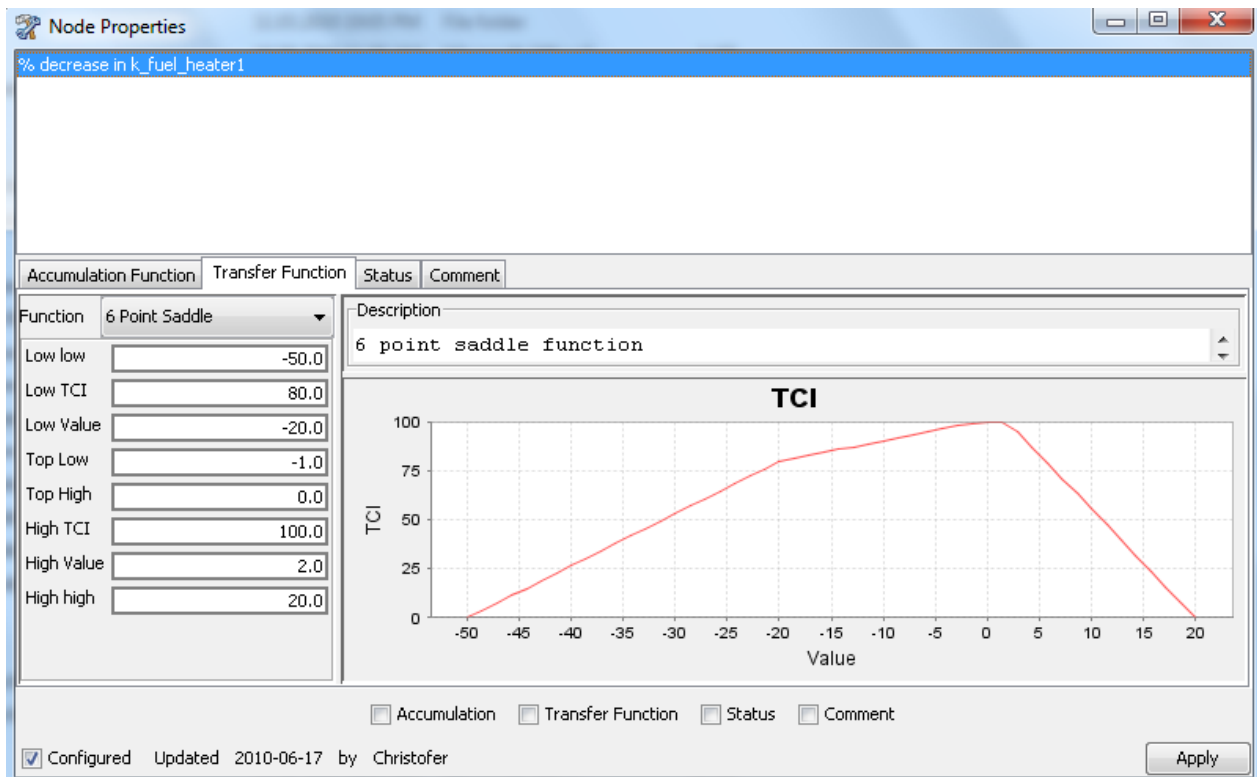 Node Properties
% decrease in k_fuel_heater1
Accumulation Function Transfer Function Status Comment
Function 6 Point Saddle
Low low -50.0
Low TCI 80.0
Low Value -20.0
Top Low -1.0
Top High 0.0
High TCI 100.0
High Value 2.0
High high 20.0
Description
6 point saddle function
TCI
100
75
50
25
0
TCI
-50 -45 -40 -35 -30 -25 -20 -15 -10 -5 0 5 10 15 20
Value
Accumulation Transfer Function Status Comment
Configured Updated 2010-06-17 by Christofer
Apply